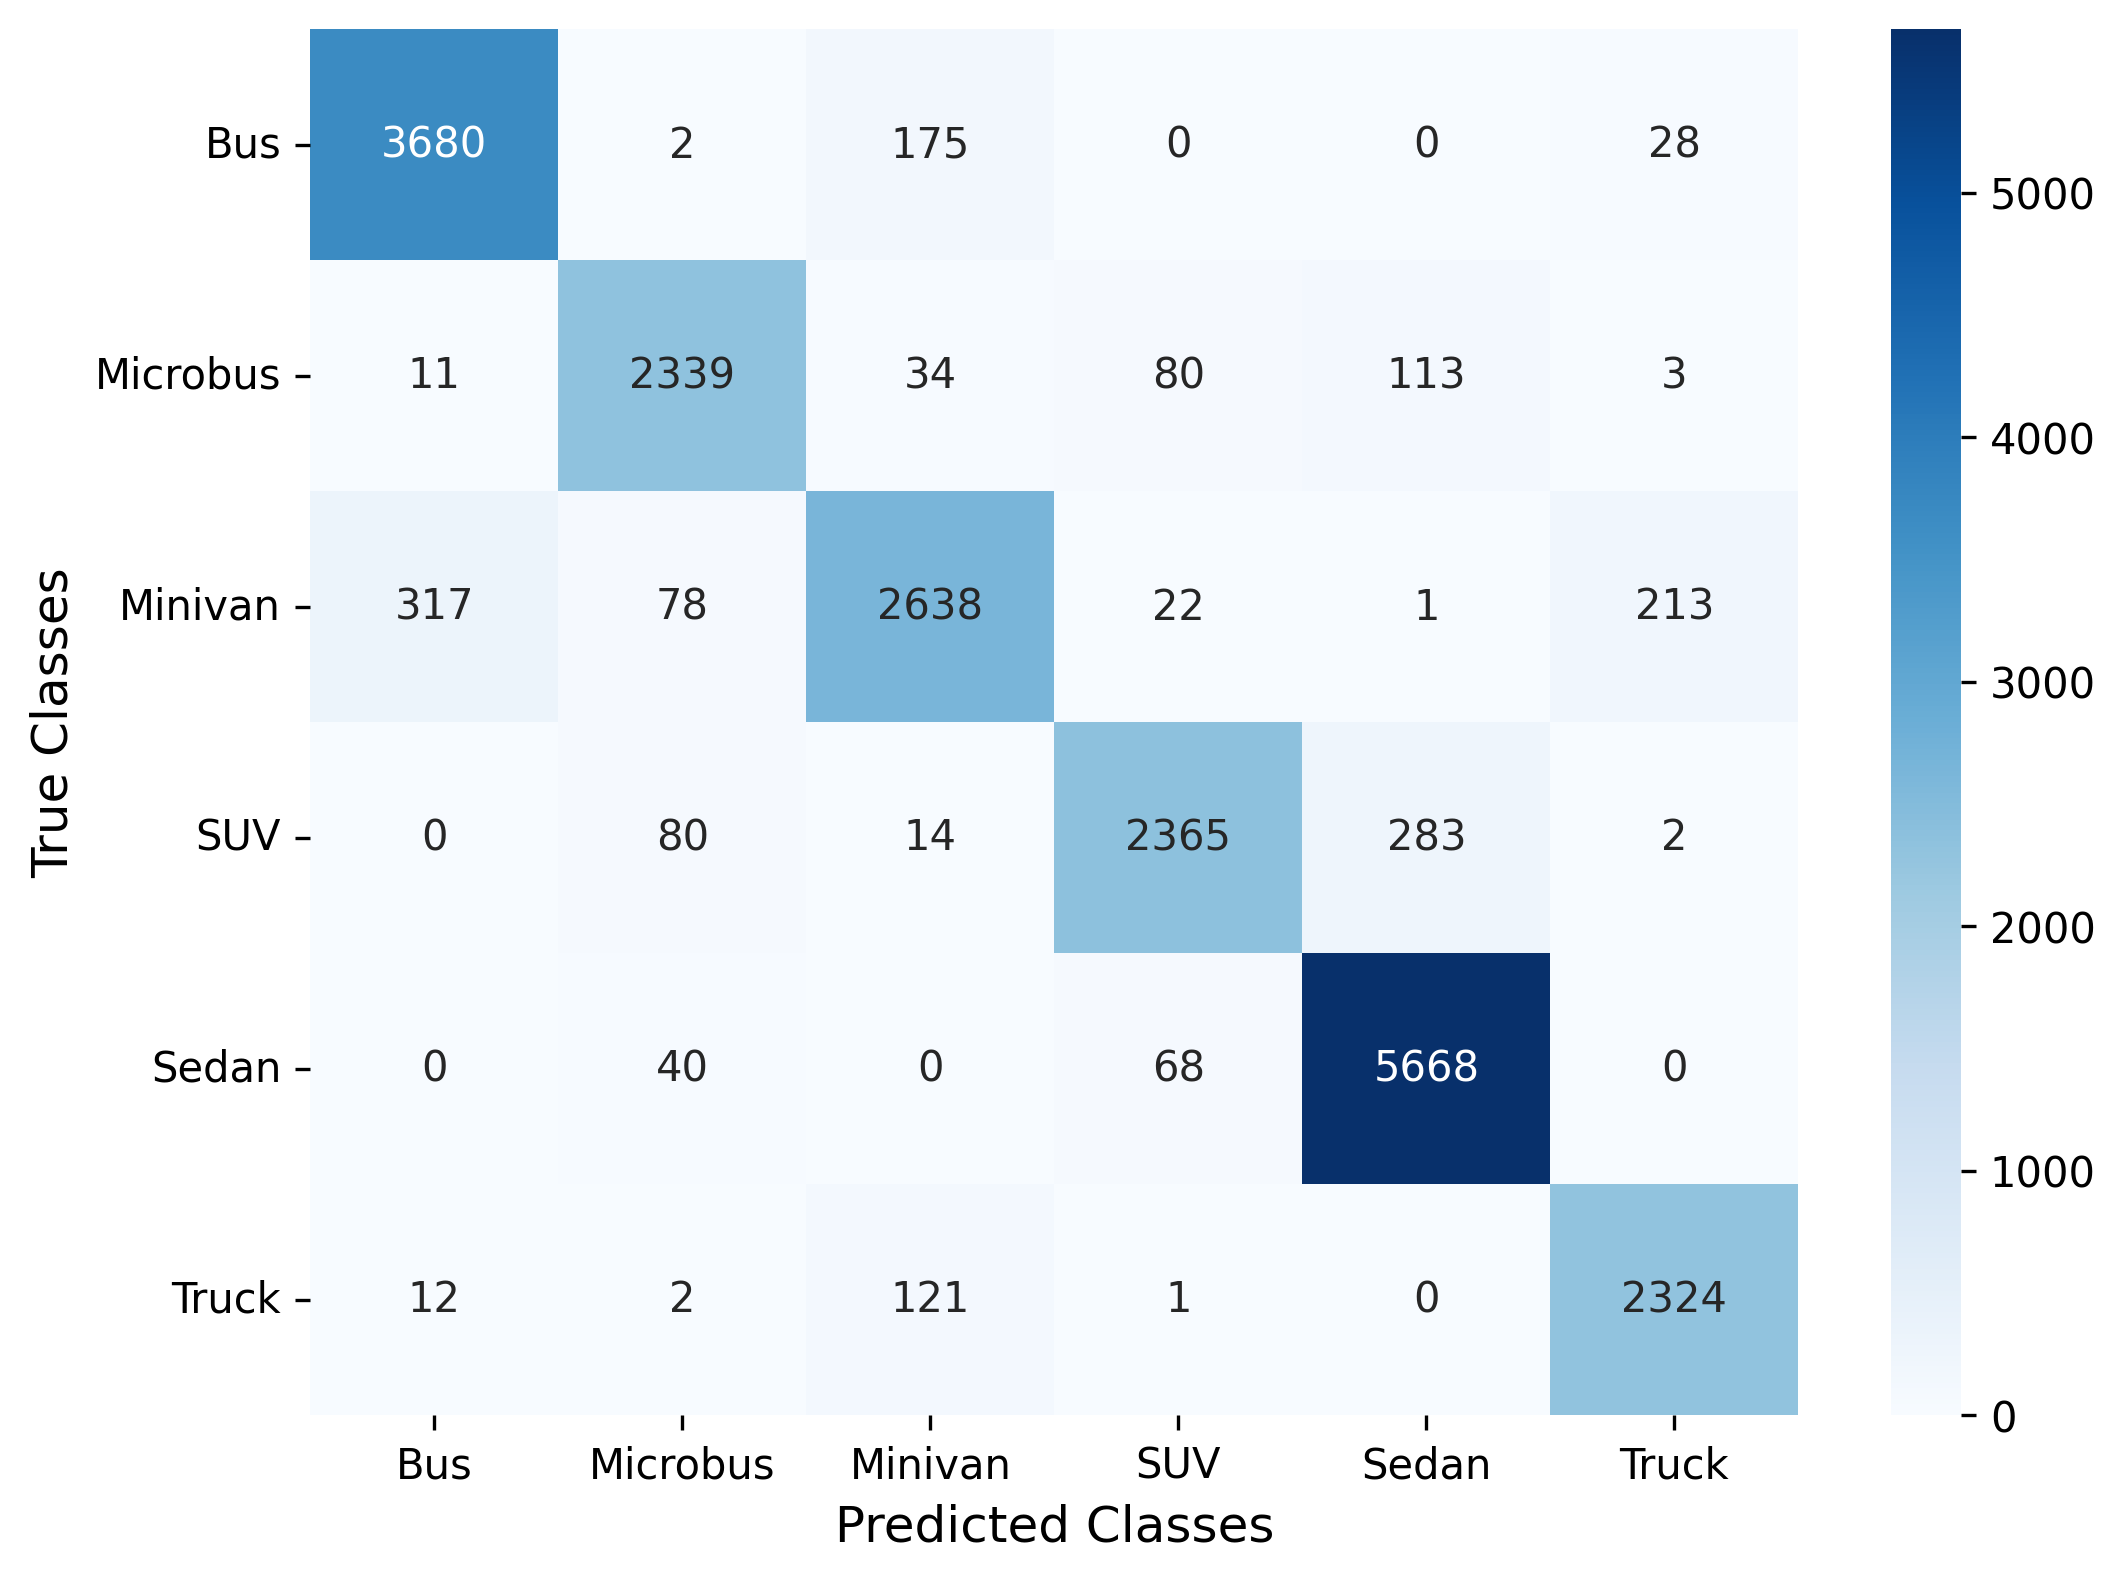 Bus 3680 2 175 0 0 28
Microbus 11 2339 34 80 113 3
Minivan 317 78 2638 22 1 213
SUV 0 80 14 2365 283 2
Sedan 0 40 0 68 5668 0
Truck 12 2 121 1 0 2324
Bus Microbus Minivan SUV Sedan Truck
Predicted Classes
True Classes
5000
4000
3000
2000
1000
0